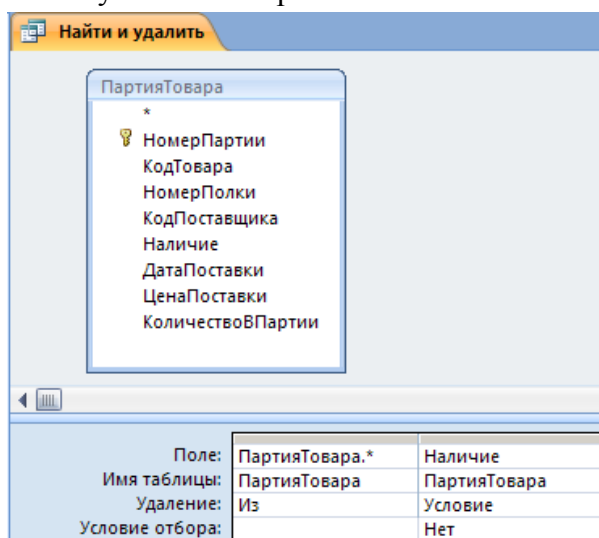 Найти и удалить
ПартияТовара
*
НомерПартии
КодТовара
НомерПолки
КодПоставщика
Наличие
ДатаПоставки
ЦенаПоставки
КоличествоВПартии
Поле: ПартияТовара.* Наличие
Имя таблицы: ПартияТовара ПартияТовара
Удаление: Из Условие
Условие отбора: Нет